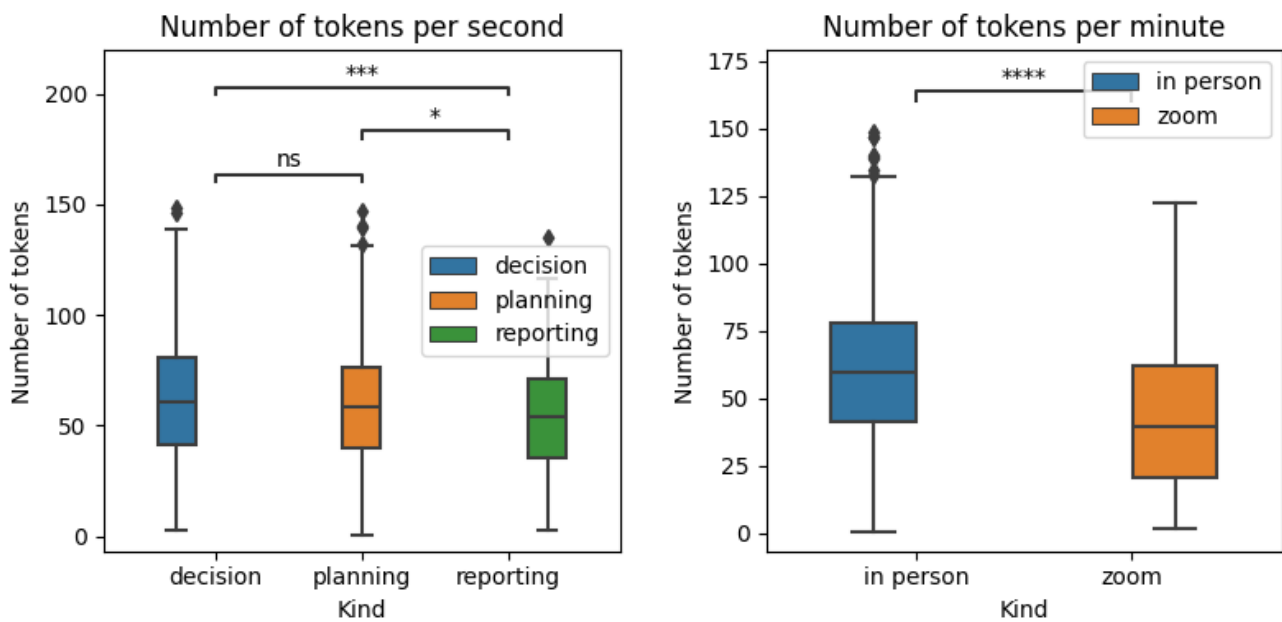 Number of tokens per second
Number of tokens
200
150
100
50
0
***
*
ns
decision
planning
reporting
decision
planning
reporting
Kind
Number of tokens per minute
Number of tokens
175
150
125
100
75
50
25
0
****
in person
zoom
in person
zoom
Kind